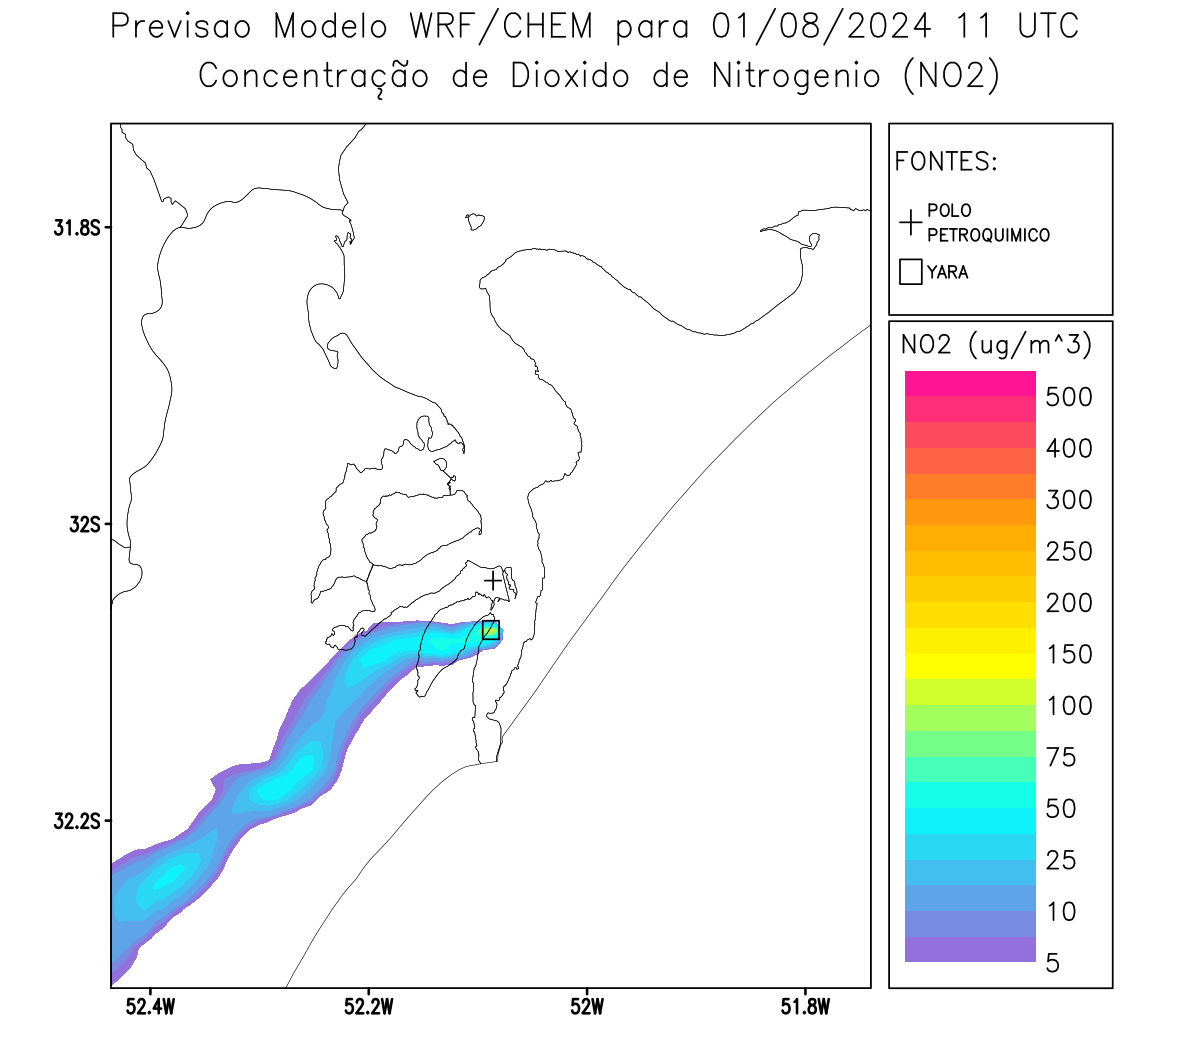 Previsao Modelo WRF/CHEM para 01/08/2024 11 UTC
Concentração de Dioxido de Nitrogenio (NO2)
FONTES:
POLO
PETROQUIMICO
YARA
NO2 (ug/m^3)
500
400
300
250
200
150
100
75
50
25
10
5
31.8S
32S
32.2S
52.4W
52.2W
52W
51.8W